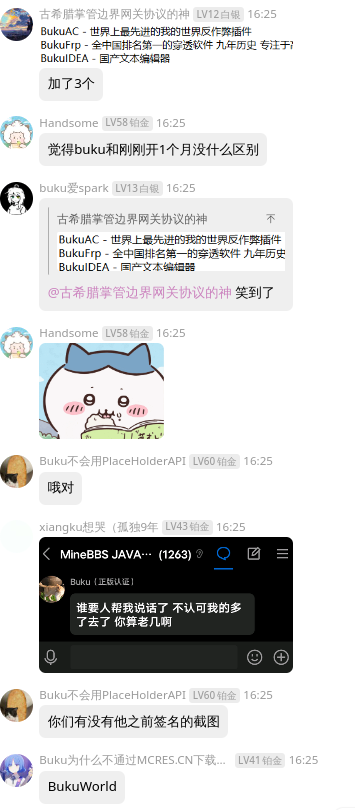 古希腊掌管边界网关协议的神 LV12白银 16:25
BukuAC - 世界上最先进的我的世界反作弊插件
BukuFrp - 全中国排名第一的穿透软件 九年历史 专注于
BukuIDEA - 国产文本编辑器
加了3个
Handsome LV58铂金 16:25
觉得buku和刚刚开1个月没什么区别
buku爱spark LV13白银 16:25
古希腊掌管边界网关协议的神
BukuAC - 世界上最先进的我的世界反作弊插件
BukuFrp - 全中国排名第一的穿透软件 九年历史
BukuIDEA - 国产文本编辑器
@古希腊掌管边界网关协议的神 笑到了
Handsome LV58铂金 16:25
Buku不会用PlaceHolderAPI LV60铂金 16:25
哦对
xiangku想哭（孤独9年 LV43铂金 16:25
MineBBS JAVA··· (1263)
Buku [正版认证]
谁要人帮我说话了 不认可我的多
了去了 你算老几啊
Buku不会用PlaceHolderAPI LV60铂金 16:25
你们有没有他之前签名的截图
Buku为什么不通过MCRES.CN下载... LV41铂金 16:25
BukuWorld